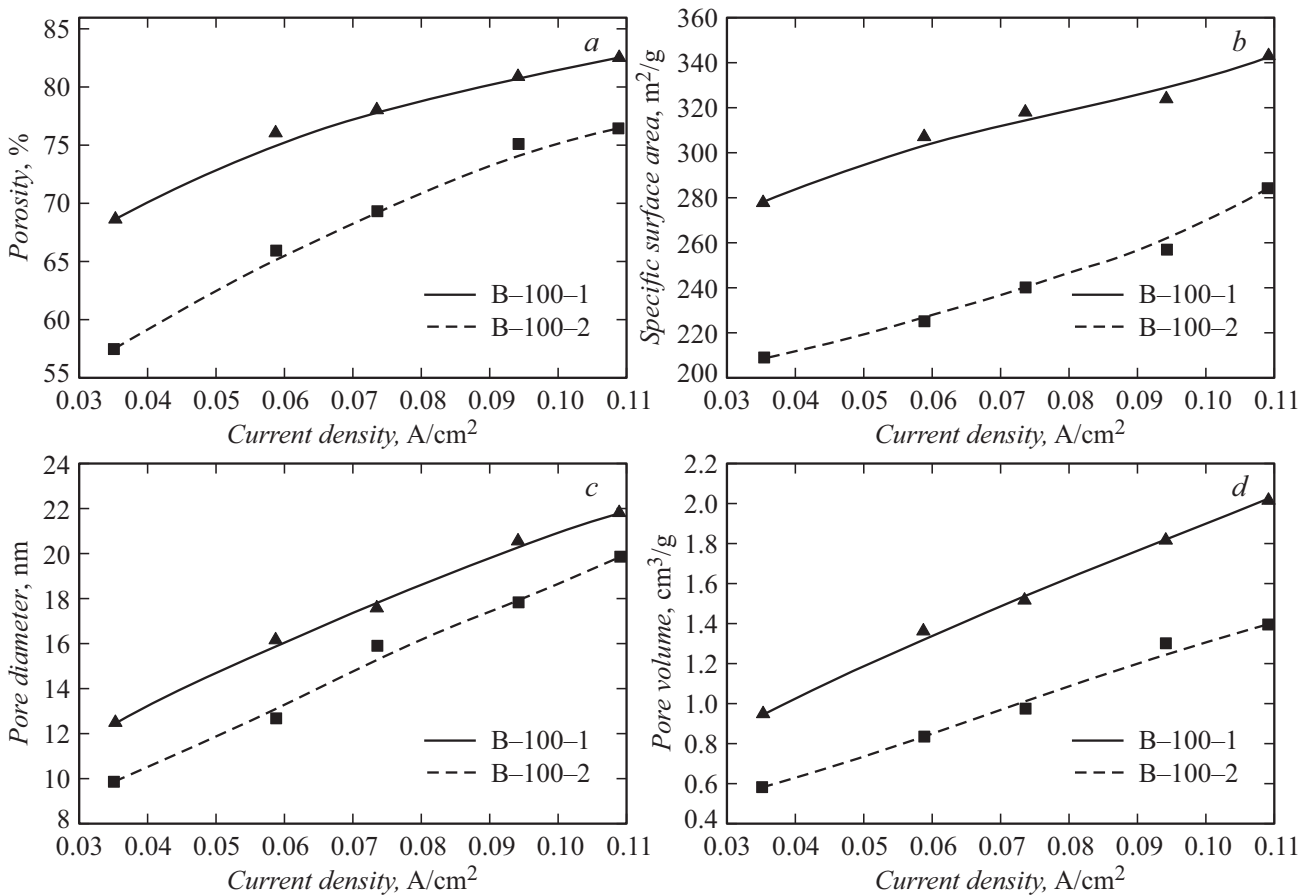 85
80
75
70
65
60
55
Porosity, %
a
B–100–1
B–100–2
0.03 0.04 0.05 0.06 0.07 0.08 0.09 0.10 0.11
Current density, A/cm²
360
340
320
300
280
260
240
210
200
Specific surface area, m²/g
b
B–100–1
B–100–2
0.03 0.04 0.05 0.06 0.07 0.08 0.09 0.10 0.11
Current density, A/cm²
24
22
20
18
16
14
12
10
8
Pore diameter, nm
c
B–100–1
B–100–2
0.03 0.04 0.05 0.06 0.07 0.08 0.09 0.10 0.11
Current density, A/cm²
2.2
2.0
1.8
1.6
1.4
1.2
1.0
0.8
0.6
0.4
Pore volume, cm³/g
d
B–100–1
B–100–2
0.03 0.04 0.05 0.06 0.07 0.08 0.09 0.10 0.11
Current density, A/cm²